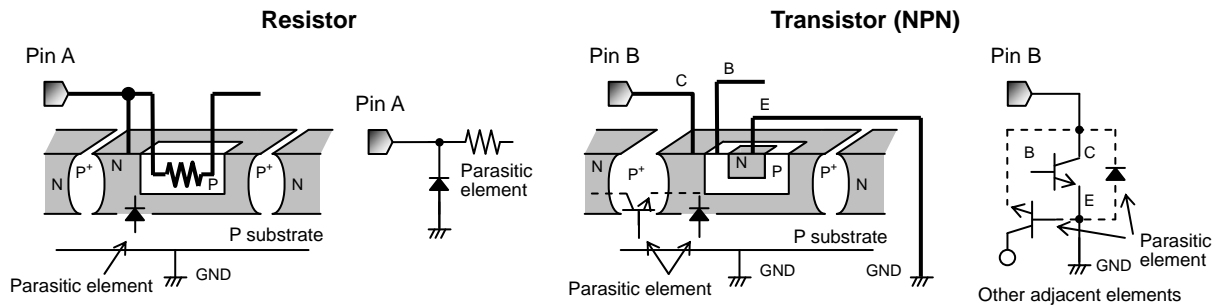 Resistor
Transistor (NPN)
Pin A
Pin A
N
N
P+
P
P+
N
Parasitic
element
P substrate
Parasitic element
GND
Pin B
C
B
E
N
P+
N
P
P+
N
P substrate
Parasitic element
GND
GND
Pin B
B
C
E
GND
Parasitic
element
Other adjacent elements